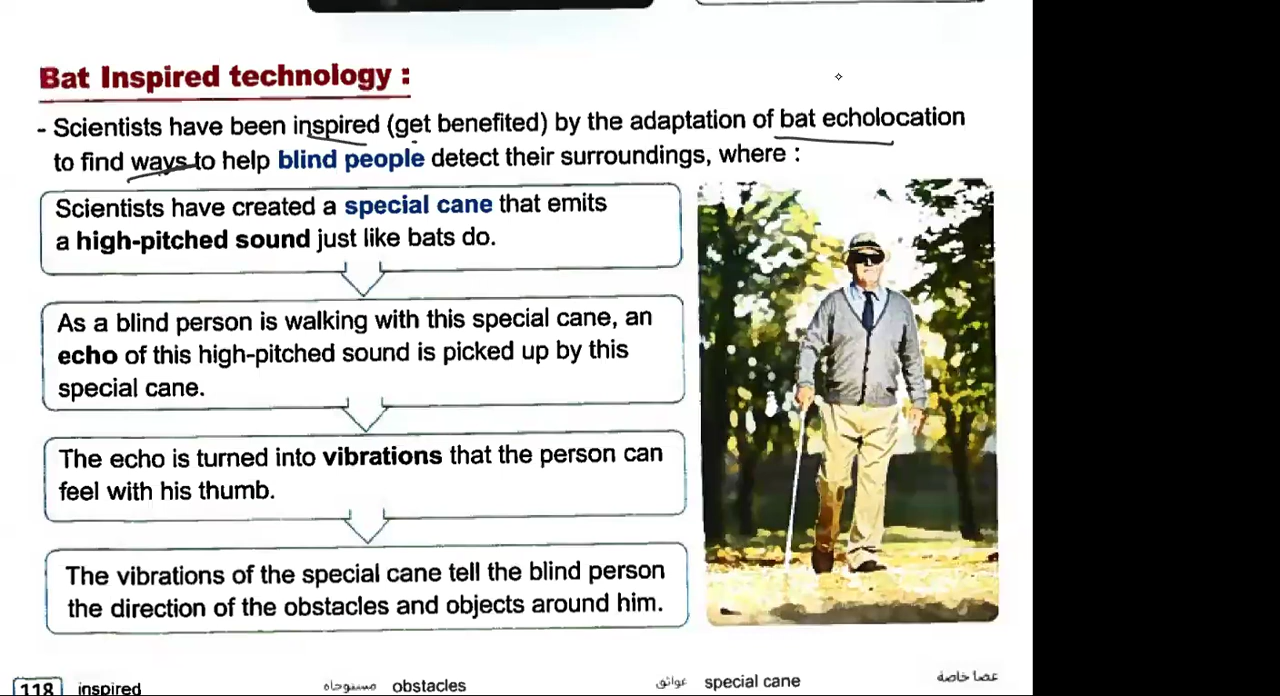 Bat Inspired technology :
- Scientists have been inspired (get benefited) by the adaptation of bat echolocation
to find ways to help blind people detect their surroundings, where :
Scientists have created a special cane that emits
a high-pitched sound just like bats do.
As a blind person is walking with this special cane, an
echo of this high-pitched sound is picked up by this
special cane.
The echo is turned into vibrations that the person can
feel with his thumb.
The vibrations of the special cane tell the blind person
the direction of the obstacles and objects around him.
118 inspired مستوحاه obstacles عوائق special cane عصا خاصة